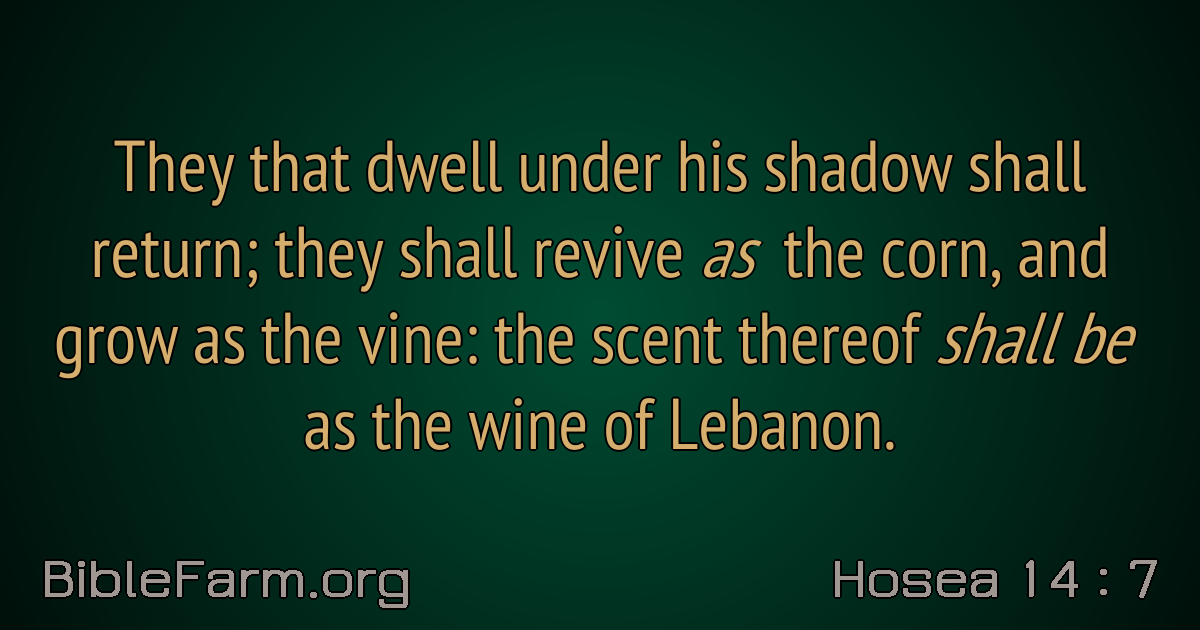 They that dwell under his shadow shall
return; they shall revive as the corn, and
grow as the vine: the scent thereof shall be
as the wine of Lebanon.
BibleFarm.org
Hosea 14 : 7